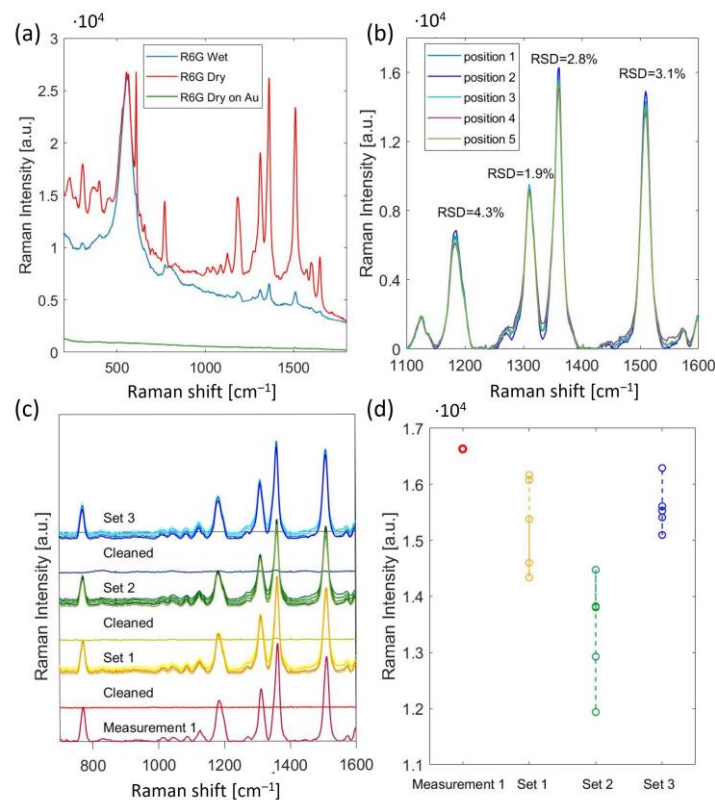 (a)
·10⁴
3
2.5
2
1.5
1
0.5
0
Raman Intensity [a.u.]
R6G Wet
R6G Dry
R6G Dry on Au
500
1000
1500
Raman shift [cm⁻¹]
(b)
·10⁴
1.6
1.2
0.8
0.4
0
Raman Intensity [a.u.]
position 1
position 2
position 3
position 4
position 5
RSD=2.8%
RSD=3.1%
RSD=1.9%
RSD=4.3%
1100
1200
1300
1400
1500
1600
Raman shift [cm⁻¹]
(c)
Raman Intensity [a.u.]
Set 3
Cleaned
Set 2
Cleaned
Set 1
Cleaned
Measurement 1
800
1000
1200
1400
1600
Raman shift [cm⁻¹]
(d)
·10⁴
1.7
1.6
1.5
1.4
1.3
1.2
1.1
Raman Intensity [a.u.]
Measurement 1
Set 1
Set 2
Set 3